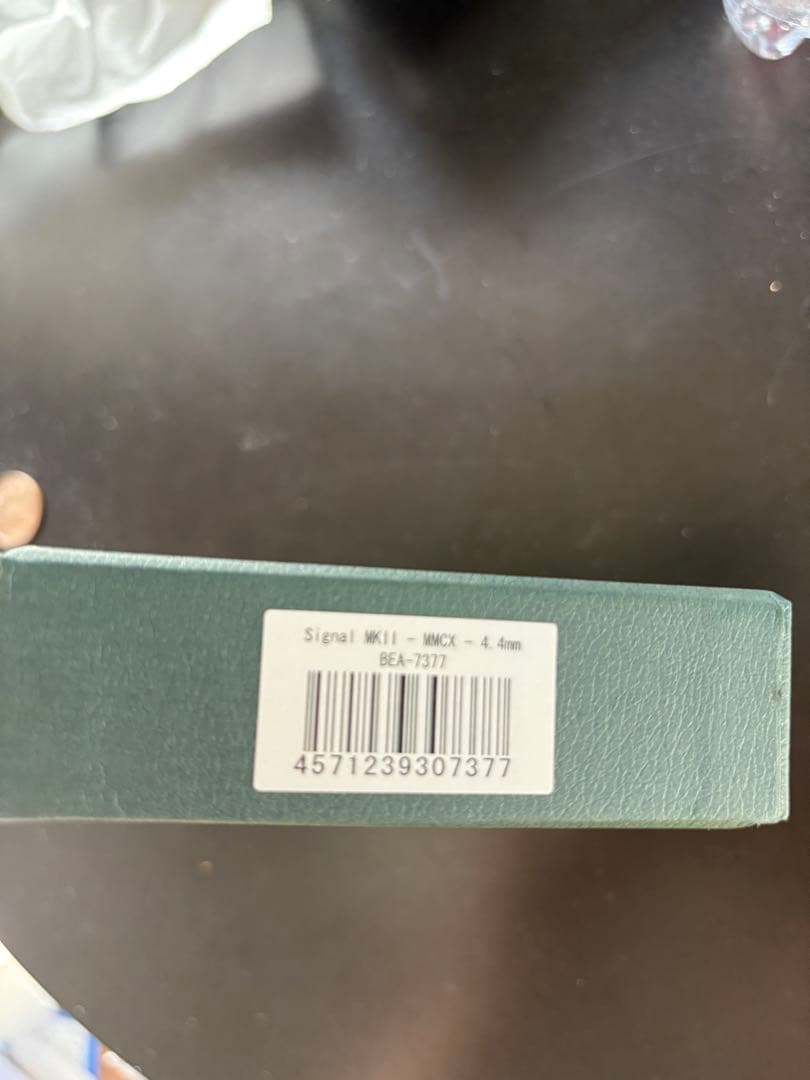 Signal MKII - MMCX - 4.4mm
BEA-7377
4571239307377